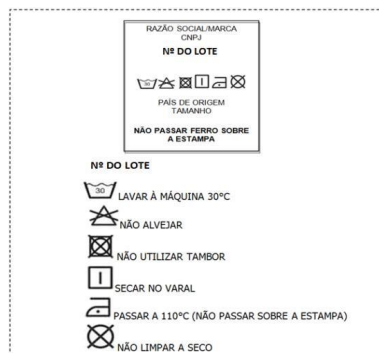 RAZÃO SOCIAL/MARCA
CNPJ
Nº DO LOTE
30
PAÍS DE ORIGEM
TAMANHO
NÃO PASSAR FERRO SOBRE
A ESTAMPA
Nº DO LOTE
30 LAVAR À MÁQUINA 30°C
NÃO ALVEJAR
NÃO UTILIZAR TAMBOR
SECAR NO VARAL
PASSAR A 110°C (NÃO PASSAR SOBRE A ESTAMPA)
NÃO LIMPAR A SECO